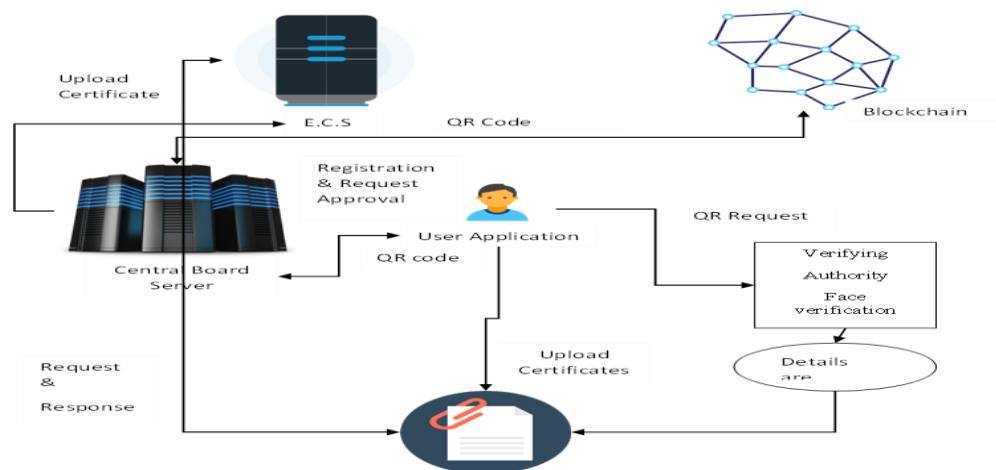 Upload
Certificate
E.C.S
QR Code
Blockchain
Registration
& Request
Approval
QR Request
User Application
QR code
Central Board
Server
Verifying
Authority
Face
verification
Request
&
Response
Upload
Certificates
Details
are